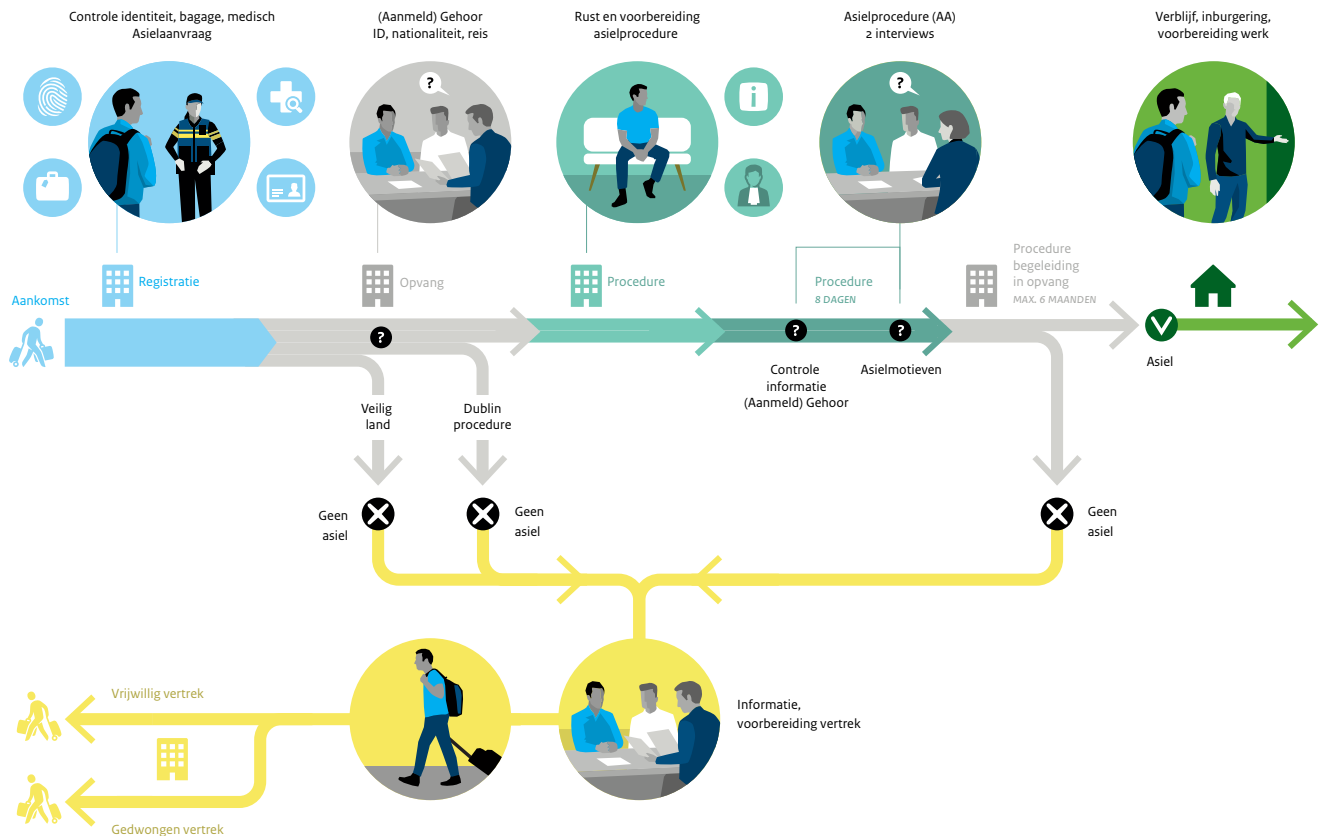 Controle identiteit, bagage, medisch
Asielaanvraag
(Aanmeld) Gehoor
ID, nationaliteit, reis
Rust en voorbereiding
asielprocedure
Asielprocedure (AA)
2 interviews
Verblijf, inburgering,
voorbereiding werk
?
i
?
Aankomst
Registratie
Opvang
Procedure
Procedure
8 DAGEN
Procedure
begeleiding
in opvang
MAX. 6 MAANDEN
?
?
?
Controle
informatie
(Aanmeld) Gehoor
Asielmotieven
Asiel
Veilig
land
Dublin
procedure
Geen
asiel
Geen
asiel
Geen
asiel
Vrijwillig vertrek
Informatie,
voorbereiding vertrek
Gedwongen vertrek